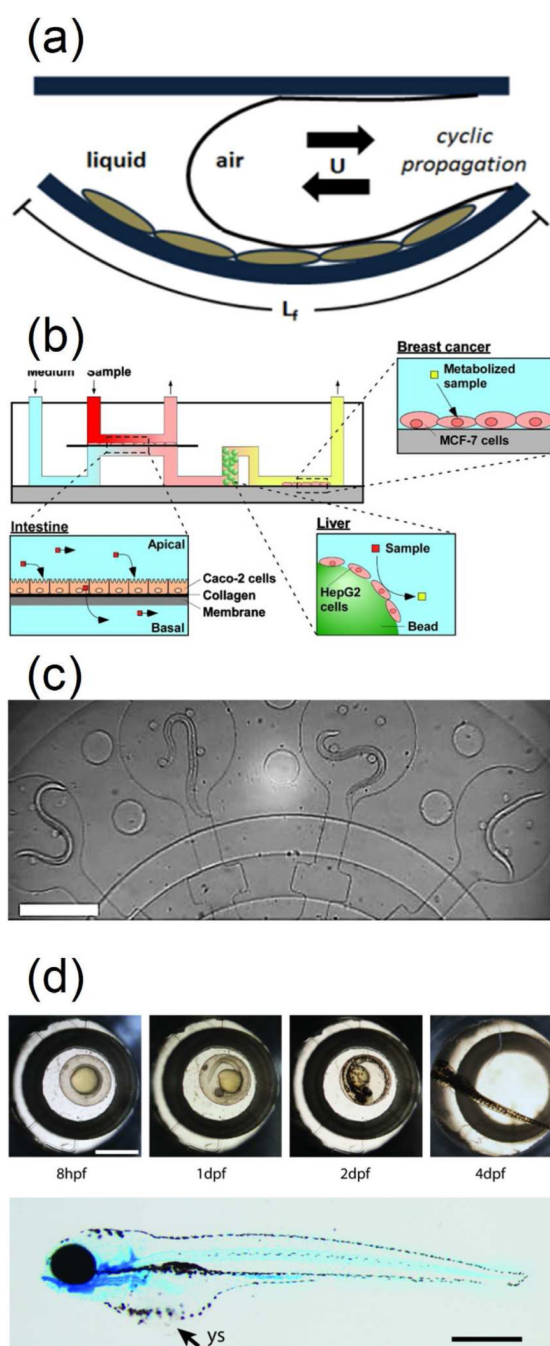 (a)
liquid
air
U
cyclic
propagation
Lf
(b)
Medium
Sample
Breast cancer
Metabolized
sample
MCF-7 cells
Intestine
Apical
Caco-2 cells
Collagen
Membrane
Basal
Liver
Sample
HepG2
cells
Bead
(c)
(d)
8hpf
1dpf
2dpf
4dpf
ys